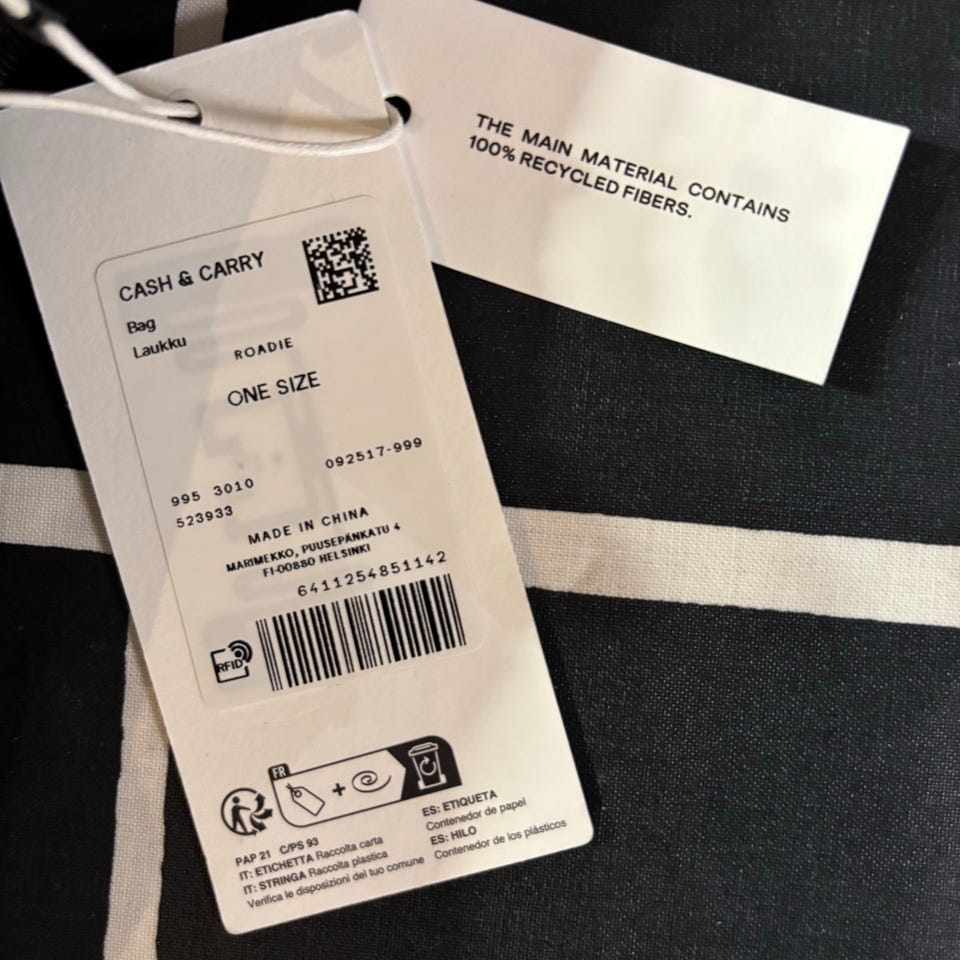 THE MAIN MATERIAL CONTAINS
100% RECYCLED FIBERS.
CASH & CARRY
Bag
Laukku
ROADIE
ONE SIZE
092517-999
995 3010
523933
MADE IN CHINA
MARIMEKKO, PUUSEPÄNKATU 4
FI-00880 HELSINKI
6411254851142
RFID
FR
PAP 21 C/PS 93
IT: ETICHETTA Raccolta carta
IT: STRINGA Raccolta plastica
Verifica le disposizioni del tuo comune
ES: ETIQUETA
Contenedor de papel
ES: HILO
Contenedor de los plásticos